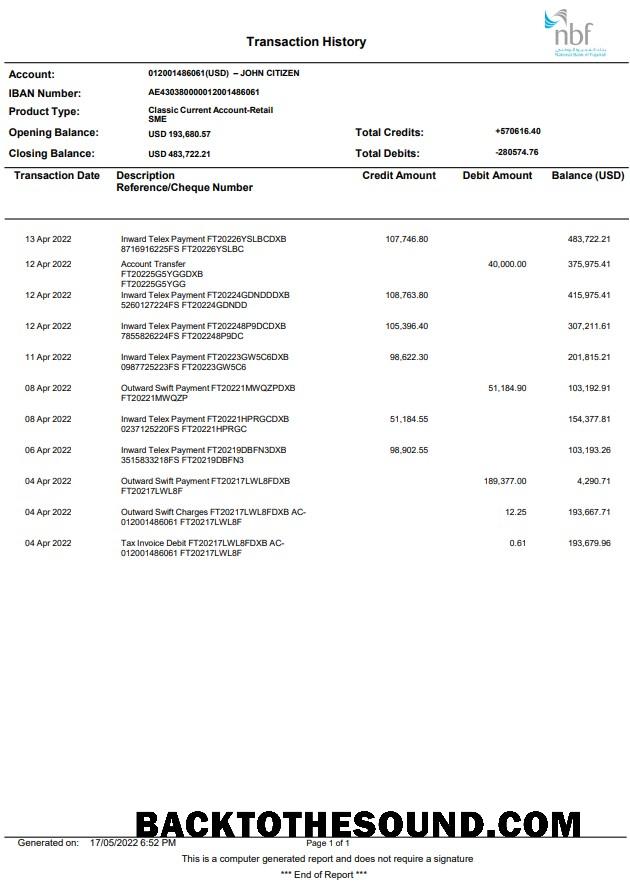 nbf
National Bank of Fujairah
Transaction History
Account: 012001486061(USD) – JOHN CITIZEN
IBAN Number: AE430380000012001486061
Product Type: Classic Current Account-Retail
SME
Opening Balance: USD 193,680.57 Total Credits: +570616.40
Closing Balance: USD 483,722.21 Total Debits: -280574.76
Transaction Date Description Credit Amount Debit Amount Balance (USD)
Reference/Cheque Number
13 Apr 2022 Inward Telex Payment FT20226YSLBCDXB 107,746.80 483,722.21
8716916225FS FT20226YSLBC
12 Apr 2022 Account Transfer 40,000.00 375,975.41
FT20225G5YGGDXB
FT20225G5YGG
12 Apr 2022 Inward Telex Payment FT20224GDNDDDXB 108,763.80 415,975.41
5260127224FS FT20224GDNDD
12 Apr 2022 Inward Telex Payment FT202248P9DCDXB 105,396.40 307,211.61
7855826224FS FT202248P9DC
11 Apr 2022 Inward Telex Payment FT20223GW5C6DXB 98,622.30 201,815.21
0987725223FS FT20223GW5C6
08 Apr 2022 Outward Swift Payment FT20221MWQZPDXB 51,184.90 103,192.91
FT20221MWQZP
08 Apr 2022 Inward Telex Payment FT20221HPRGCDXB 51,184.55 154,377.81
0237125220FS FT20221HPRGC
06 Apr 2022 Inward Telex Payment FT20219DBFN3DXB 98,902.55 103,193.26
3515833218FS FT20219DBFN3
04 Apr 2022 Outward Swift Payment FT20217LWL8FDXB 189,377.00 4,290.71
FT20217LWL8F
04 Apr 2022 Outward Swift Charges FT20217LWL8FDXB AC- 12.25 193,667.71
012001486061 FT20217LWL8F
04 Apr 2022 Tax Invoice Debit FT20217LWL8FDXB AC- 0.61 193,679.96
012001486061 FT20217LWL8F
BACKTOTHESOUND.COM
Generated on: 17/05/2022 6:52 PM Page 1 of 1
This is a computer generated report and does not require a signature
*** End of Report ***